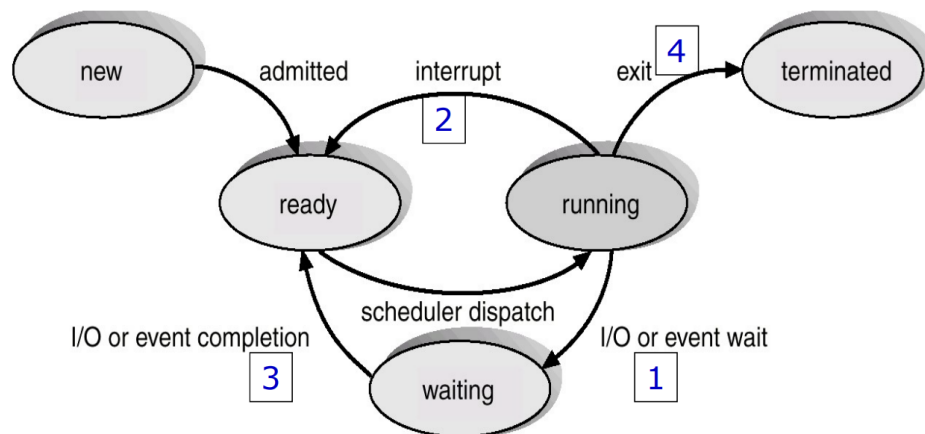 new
admitted
interrupt
exit
4
terminated
2
ready
running
scheduler dispatch
I/O or event completion
I/O or event wait
3
waiting
1